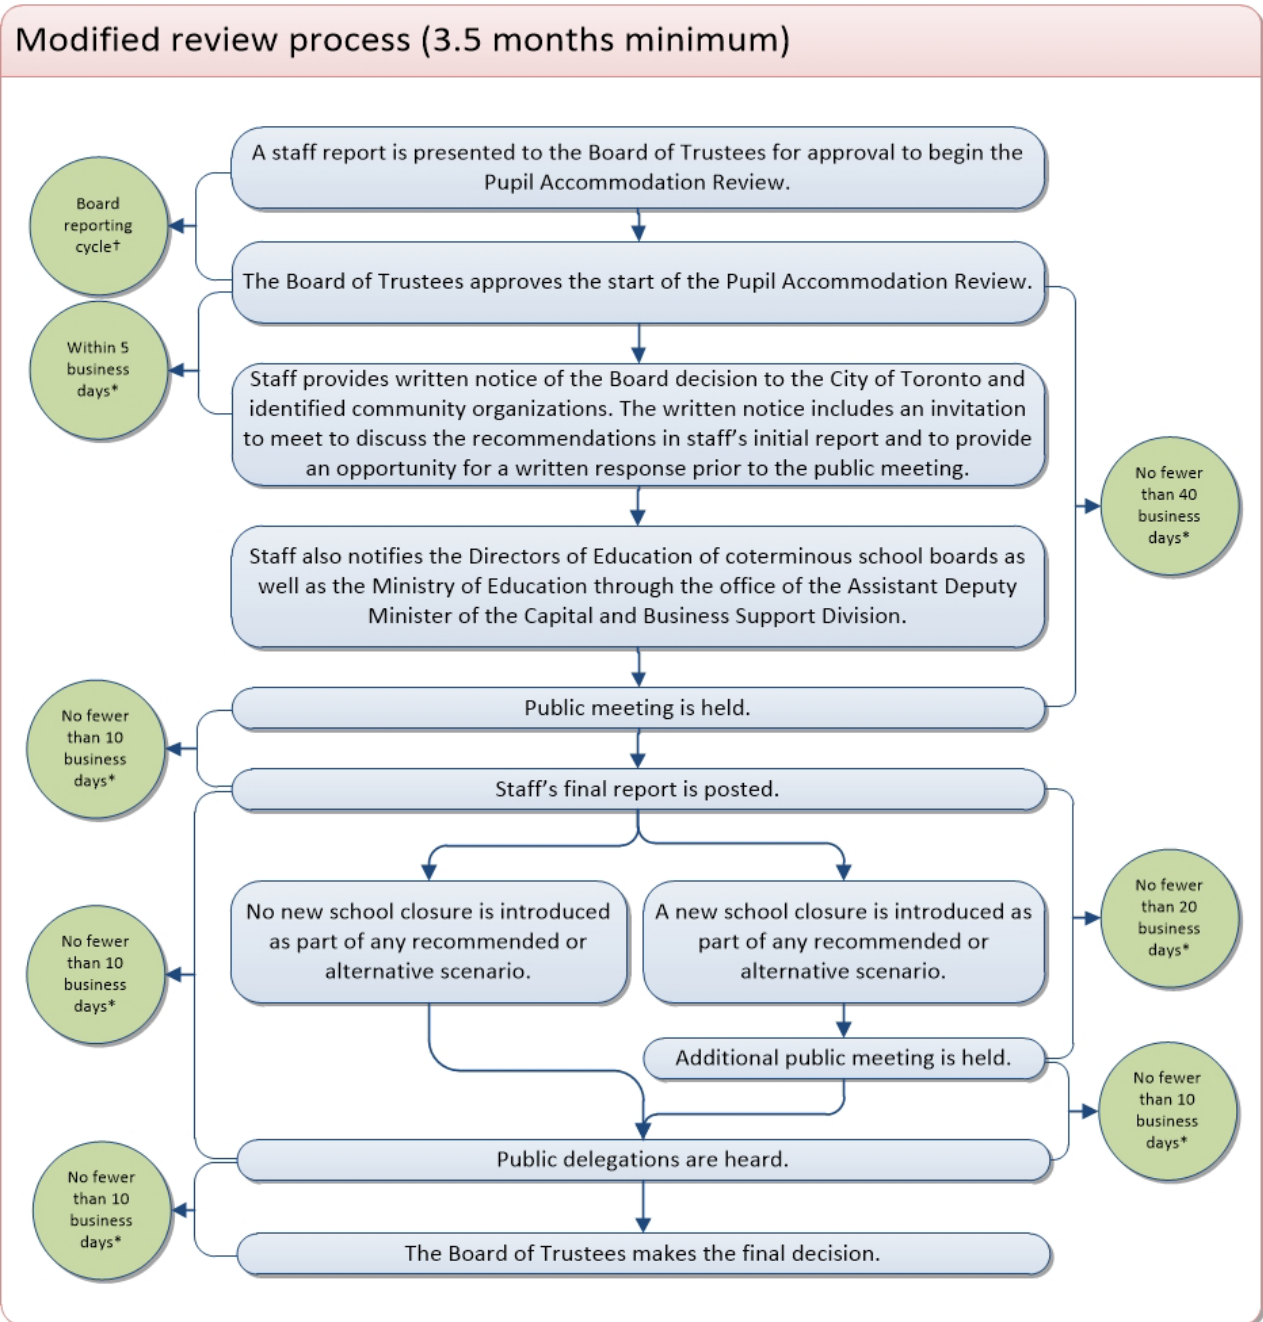 Modified review process (3.5 months minimum)
A staff report is presented to the Board of Trustees for approval to begin the
Pupil Accommodation Review.
Board
reporting
cycle†
The Board of Trustees approves the start of the Pupil Accommodation Review.
Within 5
business
days*
Staff provides written notice of the Board decision to the City of Toronto and
identified community organizations. The written notice includes an invitation
to meet to discuss the recommendations in staff's initial report and to provide
an opportunity for a written response prior to the public meeting.
No fewer
than 40
business
days*
Staff also notifies the Directors of Education of coterminous school boards as
well as the Ministry of Education through the office of the Assistant Deputy
Minister of the Capital and Business Support Division.
Public meeting is held.
No fewer
than 10
business
days*
Staff's final report is posted.
No new school closure is introduced
as part of any recommended or
alternative scenario.
A new school closure is introduced as
part of any recommended or
alternative scenario.
No fewer
than 20
business
days*
No fewer
than 10
business
days*
Additional public meeting is held.
No fewer
than 10
business
days*
Public delegations are heard.
No fewer
than 10
business
days*
The Board of Trustees makes the final decision.